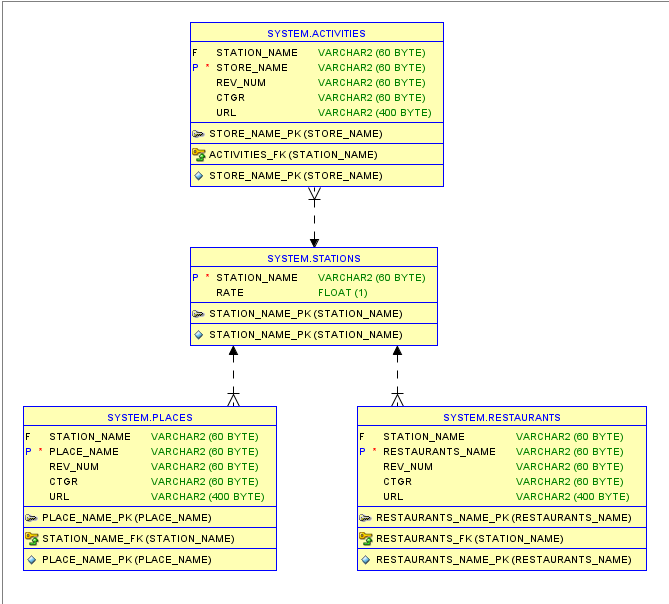 SYSTEM.ACTIVITIES
F STATION_NAME VARCHAR2 (60 BYTE)
P * STORE_NAME VARCHAR2 (60 BYTE)
REV_NUM VARCHAR2 (60 BYTE)
CTGR VARCHAR2 (60 BYTE)
URL VARCHAR2 (400 BYTE)
STORE_NAME_PK (STORE_NAME)
ACTIVITIES_FK (STATION_NAME)
STORE_NAME_PK (STORE_NAME)
SYSTEM.STATIONS
P * STATION_NAME VARCHAR2 (60 BYTE)
RATE FLOAT (1)
STATION_NAME_PK (STATION_NAME)
STATION_NAME_PK (STATION_NAME)
SYSTEM.PLACES
F STATION_NAME VARCHAR2 (60 BYTE)
P * PLACE_NAME VARCHAR2 (60 BYTE)
REV_NUM VARCHAR2 (60 BYTE)
CTGR VARCHAR2 (60 BYTE)
URL VARCHAR2 (400 BYTE)
PLACE_NAME_PK (PLACE_NAME)
STATION_NAME_FK (STATION_NAME)
PLACE_NAME_PK (PLACE_NAME)
SYSTEM.RESTAURANTS
F STATION_NAME VARCHAR2 (60 BYTE)
P * RESTAURANTS_NAME VARCHAR2 (60 BYTE)
REV_NUM VARCHAR2 (60 BYTE)
CTGR VARCHAR2 (60 BYTE)
URL VARCHAR2 (400 BYTE)
RESTAURANTS_NAME_PK (RESTAURANTS_NAME)
RESTAURANTS_FK (STATION_NAME)
RESTAURANTS_NAME_PK (RESTAURANTS_NAME)